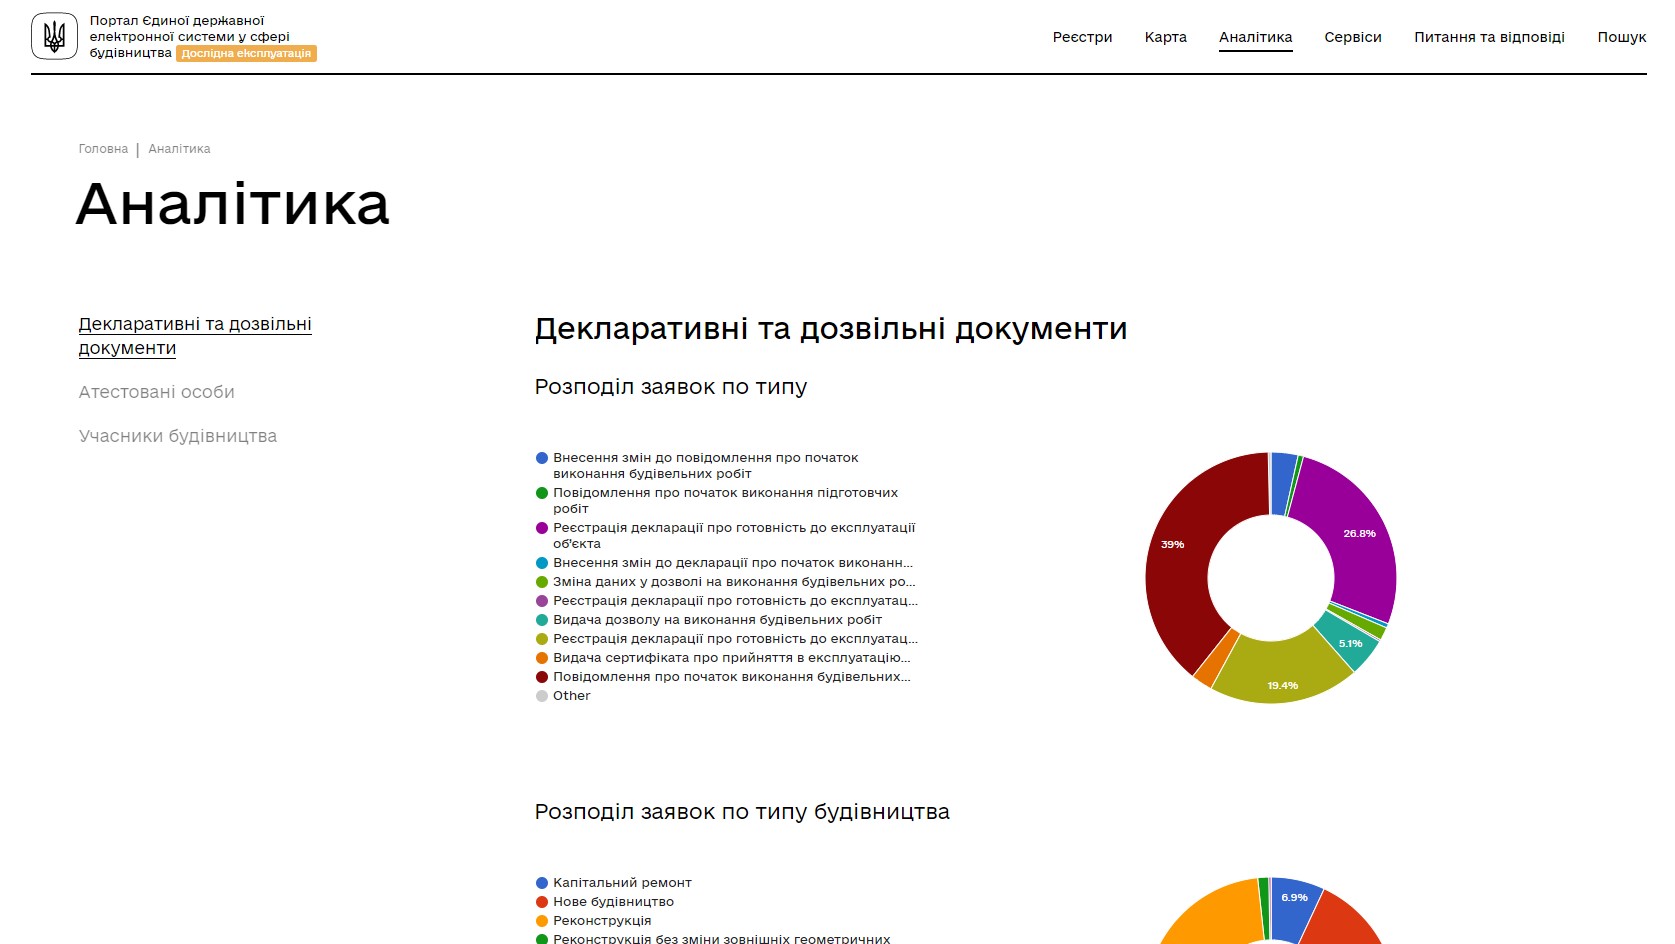 Портал Єдиної державної
електронної системи у сфері
будівництва Дослідна експлуатація
Реєстри Карта Аналітика Сервіси Питання та відповіді Пошук
Головна | Аналітика
Аналітика
Декларативні та дозвільні
документи
Атестовані особи
Учасники будівництва
Декларативні та дозвільні документи
Розподіл заявок по типу
Внесення змін до повідомлення про початок
виконання будівельних робіт
Повідомлення про початок виконання підготовчих
робіт
Реєстрація декларації про готовність до експлуатації
об'єкта
Внесення змін до декларації про початок виконанн...
Зміна даних у дозволі на виконання будівельних ро...
Реєстрація декларації про готовність до експлуатац...
Видача дозволу на виконання будівельних робіт
Реєстрація декларації про готовність до експлуатац...
Видача сертифіката про прийняття в експлуатацію...
Повідомлення про початок виконання будівельних...
Other
26.8%
39%
5.1%
19.4%
Розподіл заявок по типу будівництва
Капітальний ремонт
Нове будівництво
Реконструкція
Реконструкція без зміни зовнішніх геометричних
6.9%